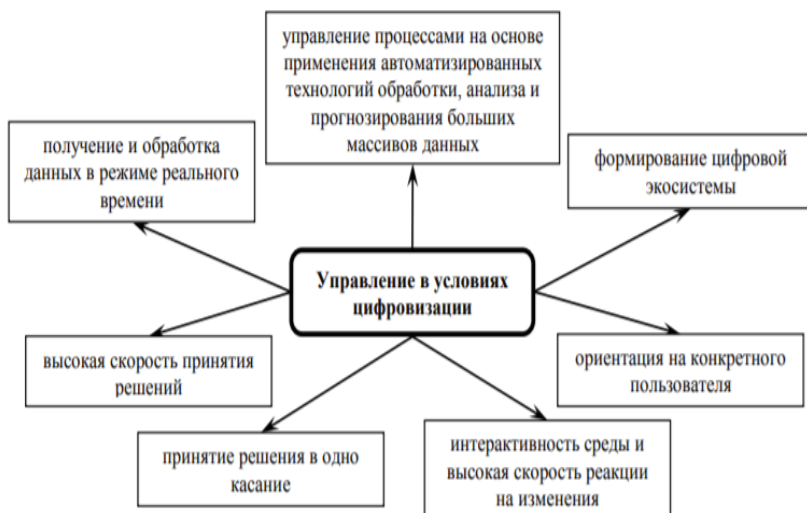 управление процессами на основе
применения автоматизированных
технологий обработки, анализа и
прогнозирования больших
массивов данных
получение и обработка
данных в режиме реального
времени
формирование цифровой
экосистемы
Управление в условиях
цифровизации
высокая скорость принятия
решений
ориентация на конкретного
пользователя
принятие решения в одно
касание
интерактивность среды и
высокая скорость реакции
на изменения